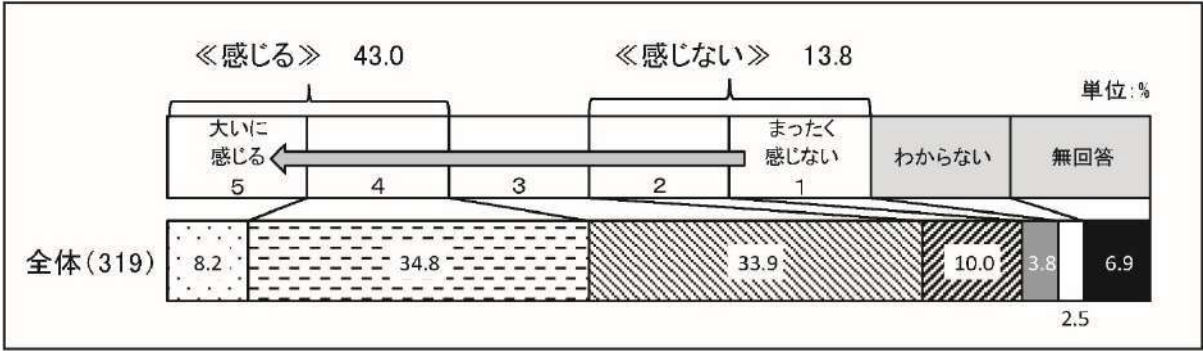 ≪感じる≫ 43.0 ≪感じない≫ 13.8
単位:%
大いに
感じる
まったく
感じない
わからない
無回答
5 4 3 2 1
全体(319) 8.2 34.8 33.9 10.0 3.8 6.9
2.5